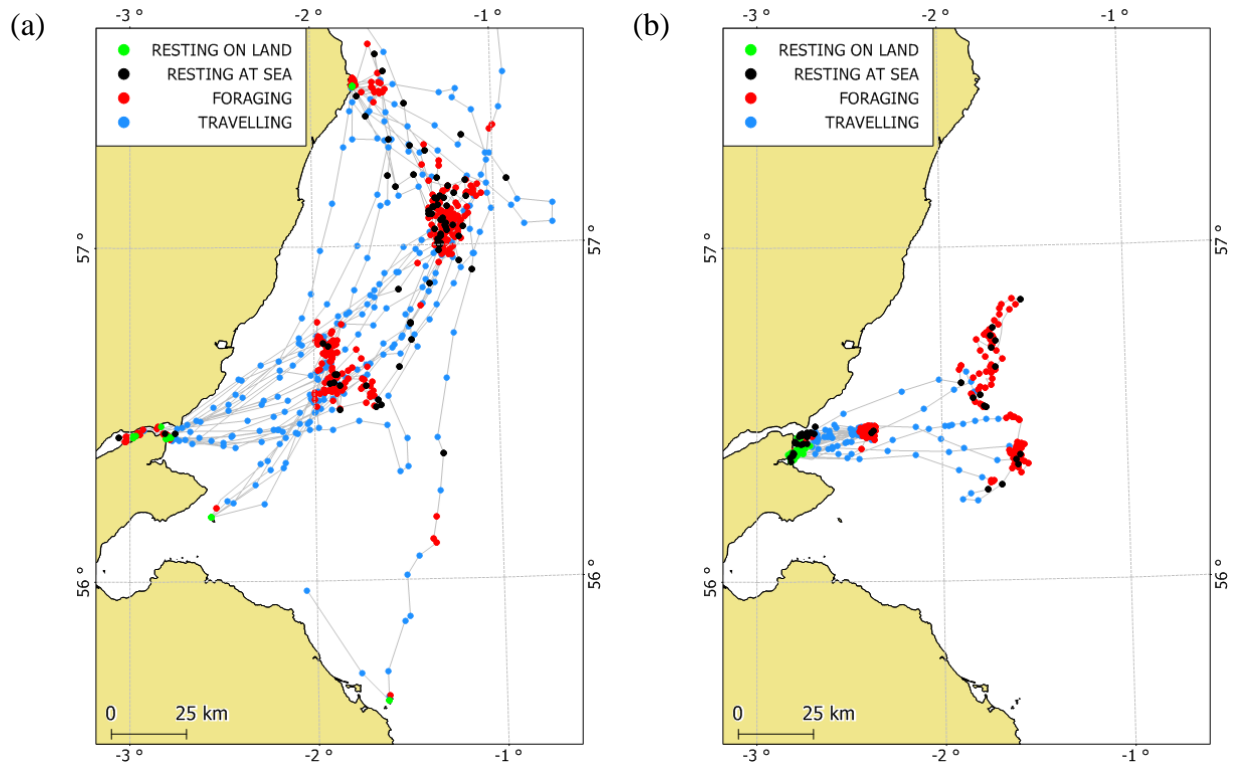 (a)
-3 °
-2 °
-1 °
RESTING ON LAND
RESTING AT SEA
FORAGING
TRAVELLING
57 °
57 °
56 °
56 °
0
25 km
-3 °
-2 °
-1 °
(b)
-3 °
-2 °
-1 °
RESTING ON LAND
RESTING AT SEA
FORAGING
TRAVELLING
57 °
57 °
56 °
56 °
0
25 km
-3 °
-2 °
-1 °